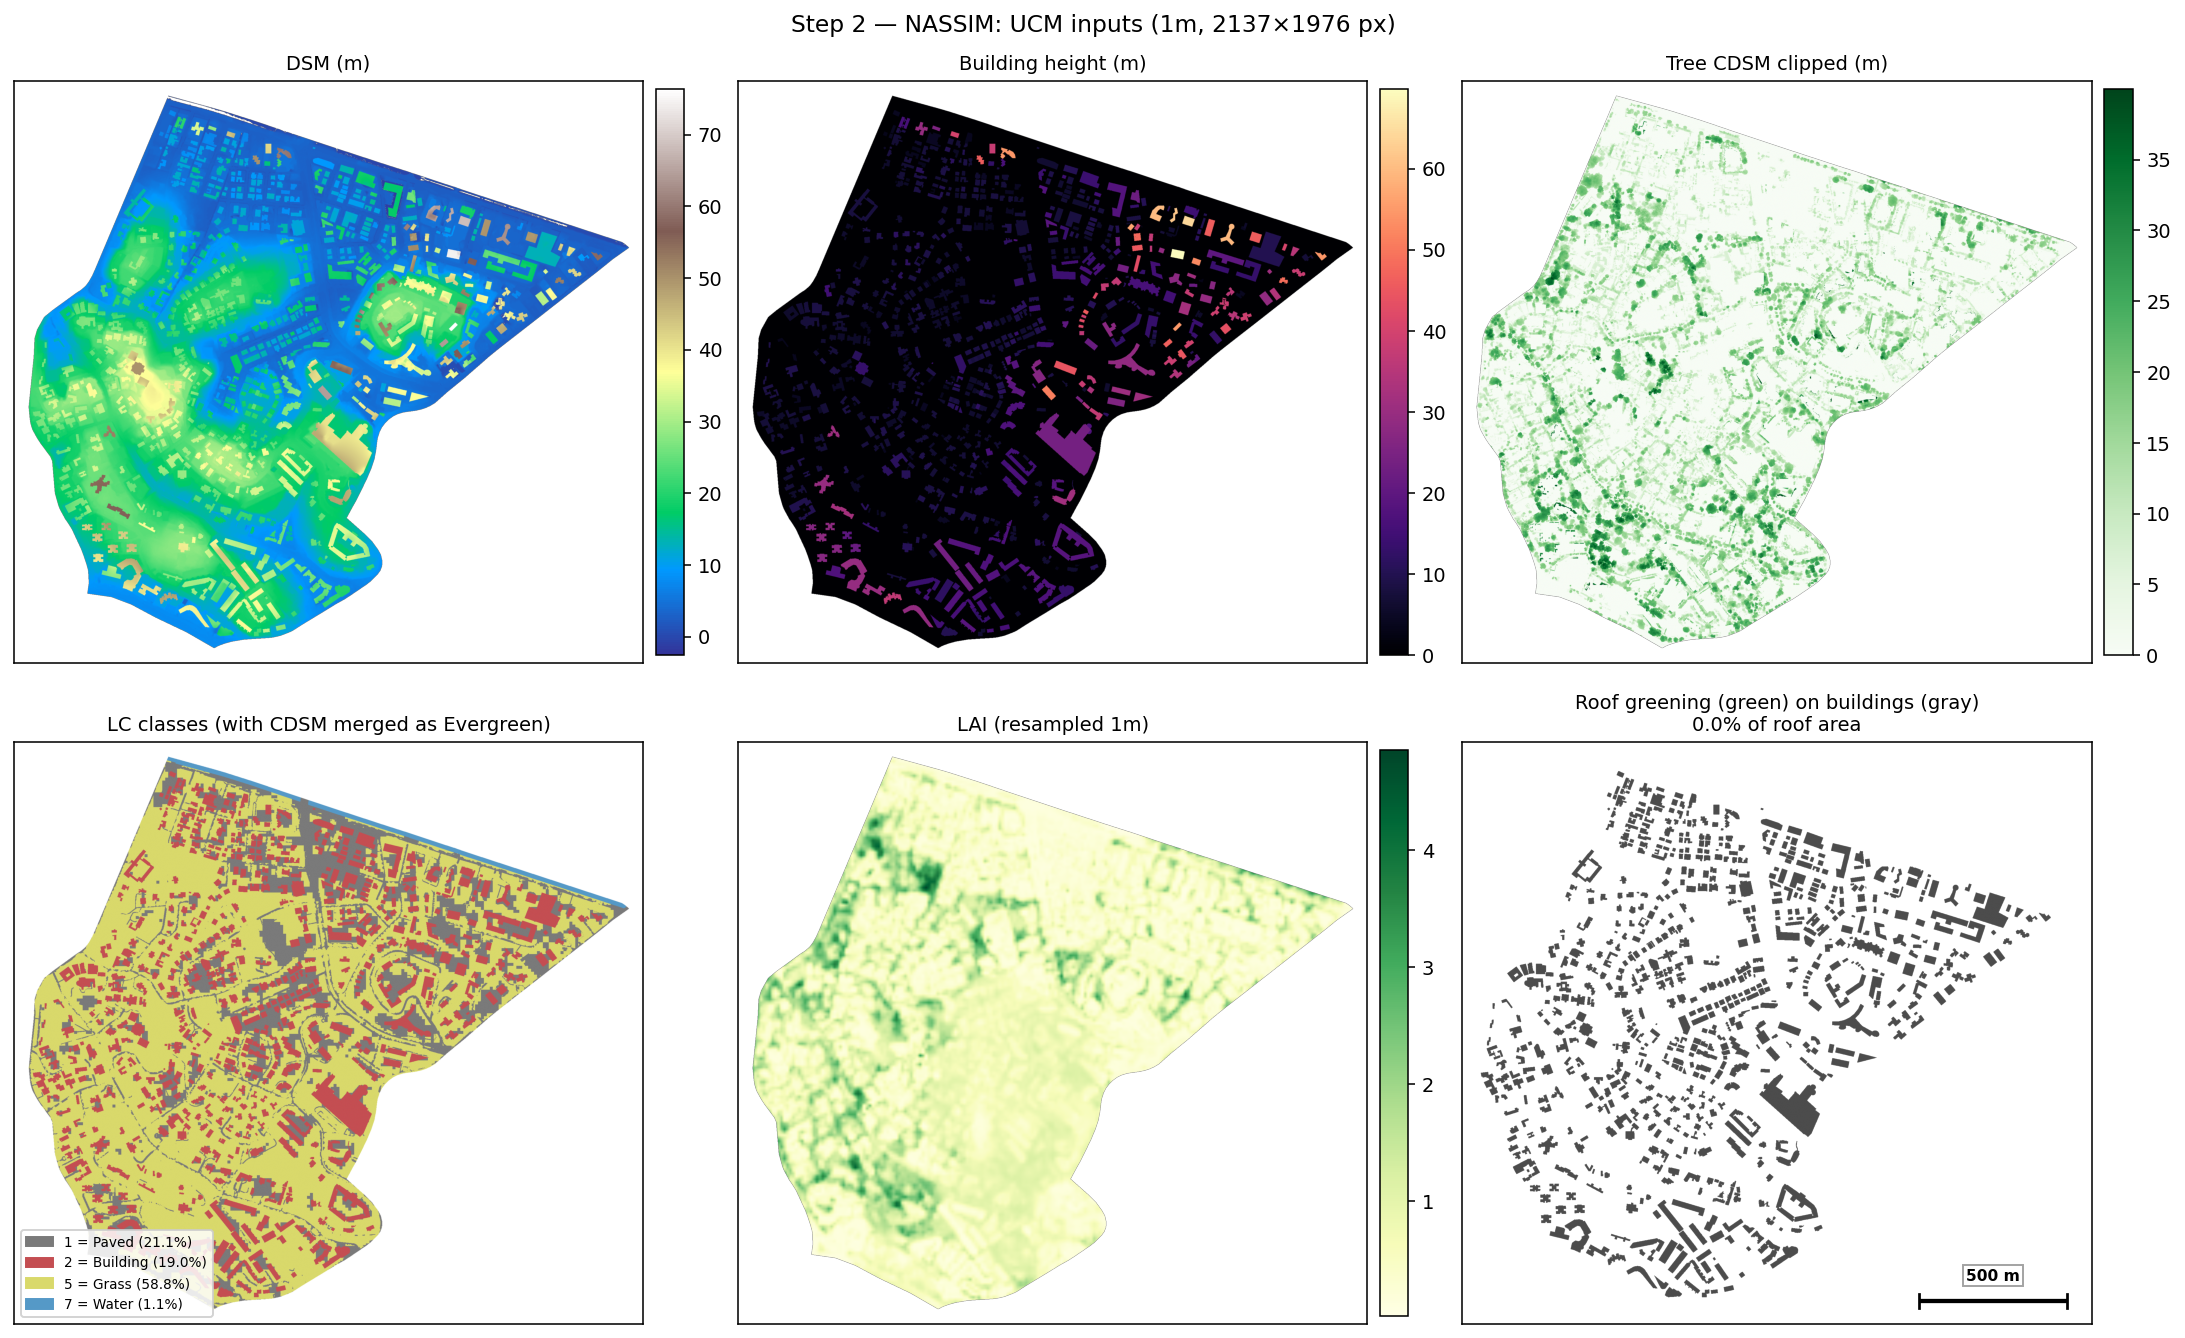 Step 2 — NASSIM: UCM inputs (1m, 2137×1976 px)
DSM (m)
70
60
50
40
30
20
10
0
Building height (m)
60
50
40
30
20
10
0
Tree CDSM clipped (m)
35
30
25
20
15
10
5
0
LC classes (with CDSM merged as Evergreen)
1 = Paved (21.1%)
2 = Building (19.0%)
5 = Grass (58.8%)
7 = Water (1.1%)
LAI (resampled 1m)
4
3
2
1
Roof greening (green) on buildings (gray)
0.0% of roof area
500 m